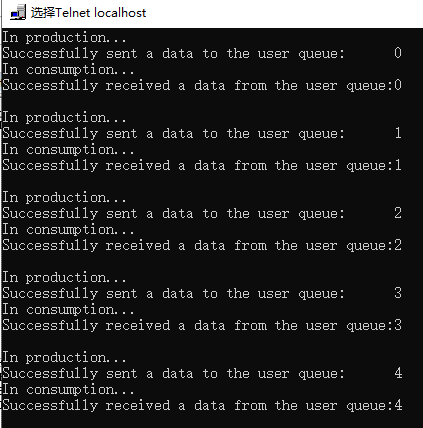 选择Telnet localhost
In production...
Successfully sent a data to the user queue:      0
In consumption...
Successfully received a data from the user queue:0

In production...
Successfully sent a data to the user queue:      1
In consumption...
Successfully received a data from the user queue:1

In production...
Successfully sent a data to the user queue:      2
In consumption...
Successfully received a data from the user queue:2

In production...
Successfully sent a data to the user queue:      3
In consumption...
Successfully received a data from the user queue:3

In production...
Successfully sent a data to the user queue:      4
In consumption...
Successfully received a data from the user queue:4